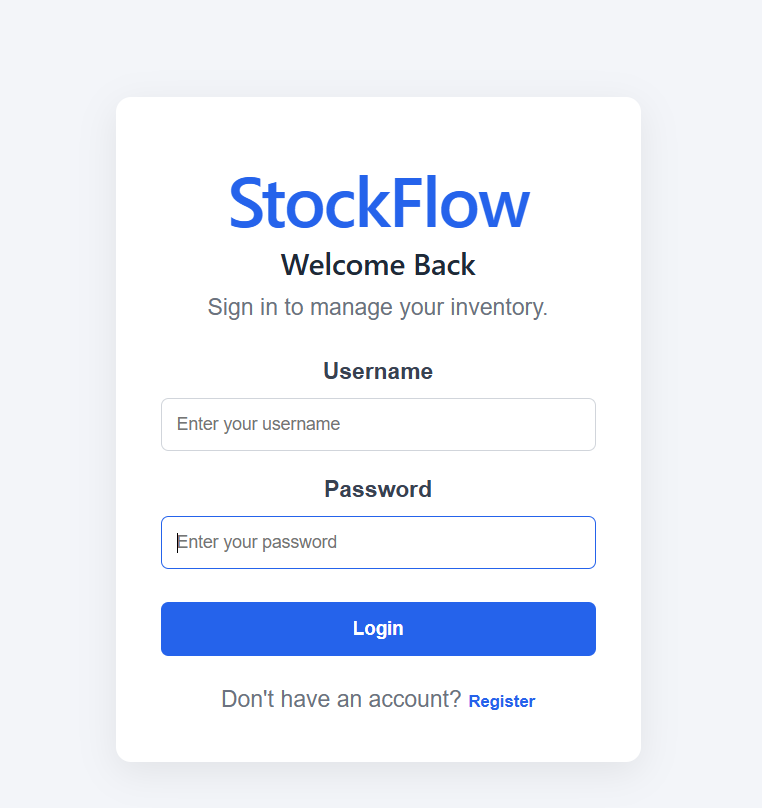 StockFlow
Welcome Back
Sign in to manage your inventory.
Username
Enter your username
Password
Enter your password
Login
Don't have an account? Register